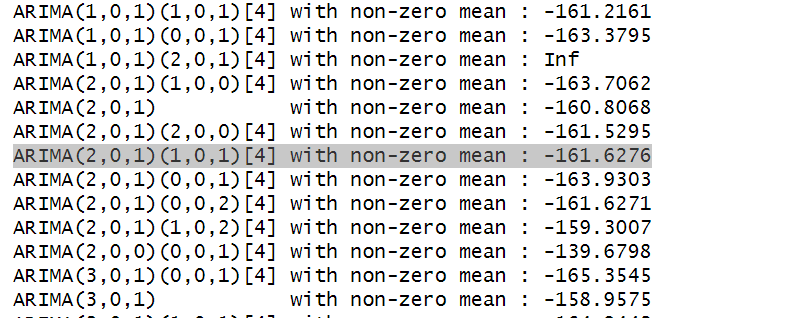 ARIMA(1,0,1)(1,0,1)[4] with non-zero mean : -161.2161
ARIMA(1,0,1)(0,0,1)[4] with non-zero mean : -163.3795
ARIMA(1,0,1)(2,0,1)[4] with non-zero mean : Inf
ARIMA(2,0,1)(1,0,0)[4] with non-zero mean : -163.7062
ARIMA(2,0,1)           with non-zero mean : -160.8068
ARIMA(2,0,1)(2,0,0)[4] with non-zero mean : -161.5295
ARIMA(2,0,1)(1,0,1)[4] with non-zero mean : -161.6276
ARIMA(2,0,1)(0,0,1)[4] with non-zero mean : -163.9303
ARIMA(2,0,1)(0,0,2)[4] with non-zero mean : -161.6271
ARIMA(2,0,1)(1,0,2)[4] with non-zero mean : -159.3007
ARIMA(2,0,0)(0,0,1)[4] with non-zero mean : -139.6798
ARIMA(3,0,1)(0,0,1)[4] with non-zero mean : -165.3545
ARIMA(3,0,1)           with non-zero mean : -158.9575